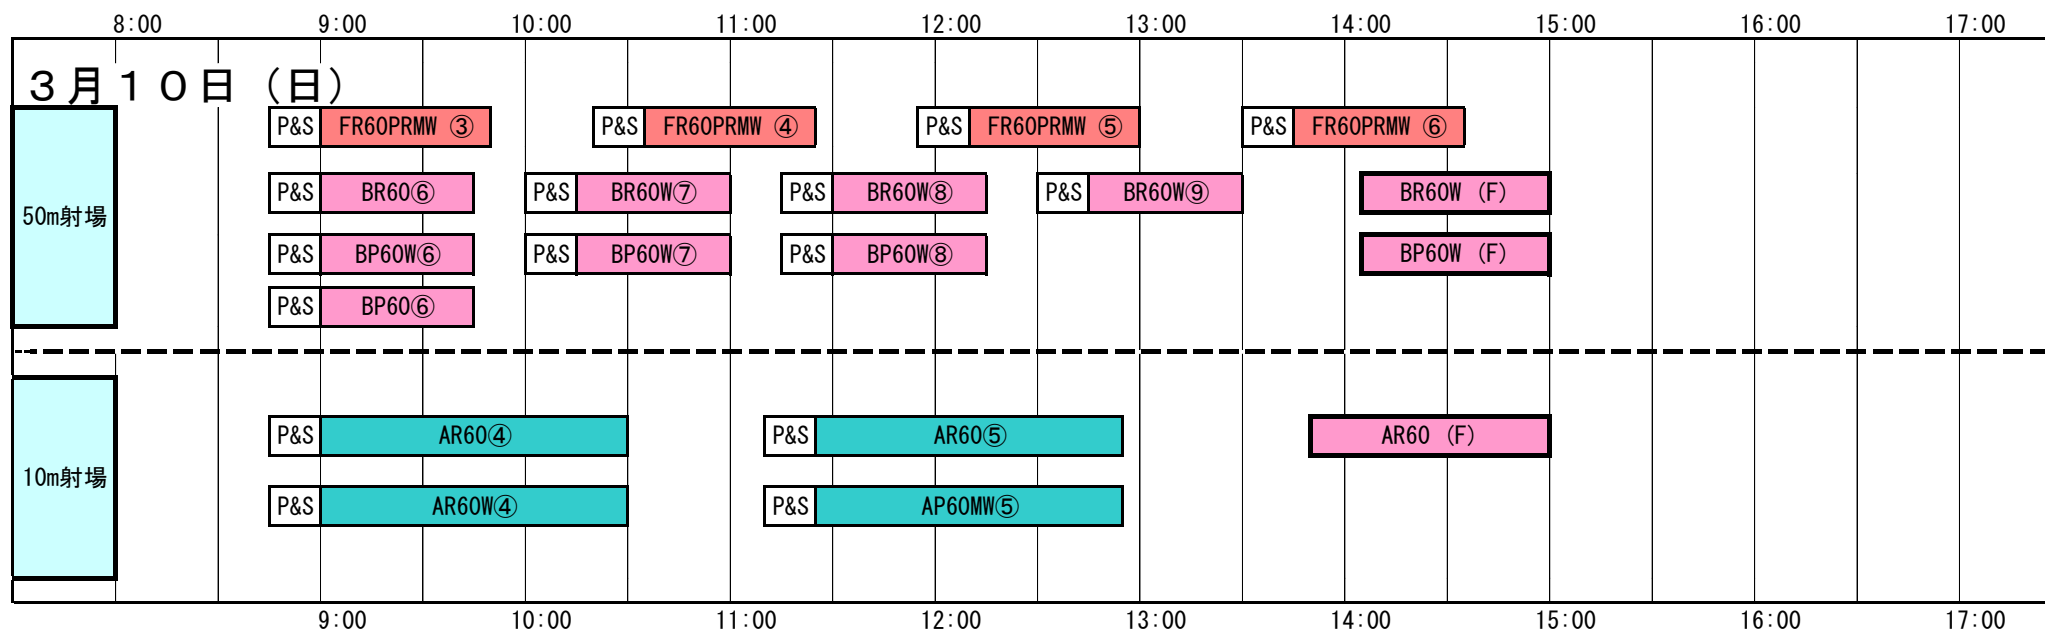 8:00 9:00 10:00 11:00 12:00 13:00 14:00 15:00 16:00 17:00
３月１０日（日）
P&S FR60PRMW ③ P&S FR60PRMW ④ P&S FR60PRMW ⑤ P&S FR60PRMW ⑥
P&S BR60⑥ P&S BR60W⑦ P&S BR60W⑧ P&S BR60W⑨ BR60W (F)
50m射場
P&S BP60W⑥ P&S BP60W⑦ P&S BP60W⑧ BP60W (F)
P&S BP60⑥
P&S AR60④ P&S AR60⑤ AR60 (F)
10m射場
P&S AR60W④ P&S AP60MW⑤
9:00 10:00 11:00 12:00 13:00 14:00 15:00 16:00 17:00